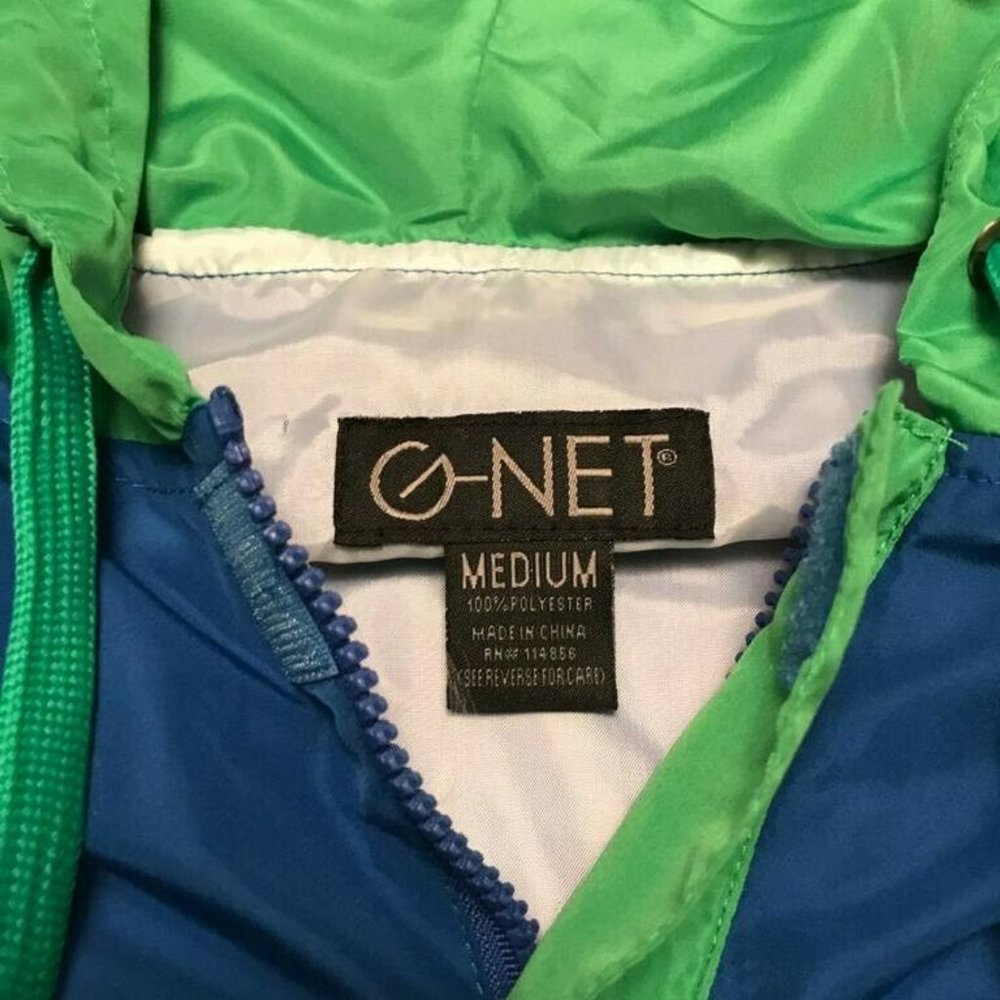 G-NET®
MEDIUM
100% POLYESTER
MADE IN CHINA
RN# 114856
(SEE REVERSE FOR CARE)